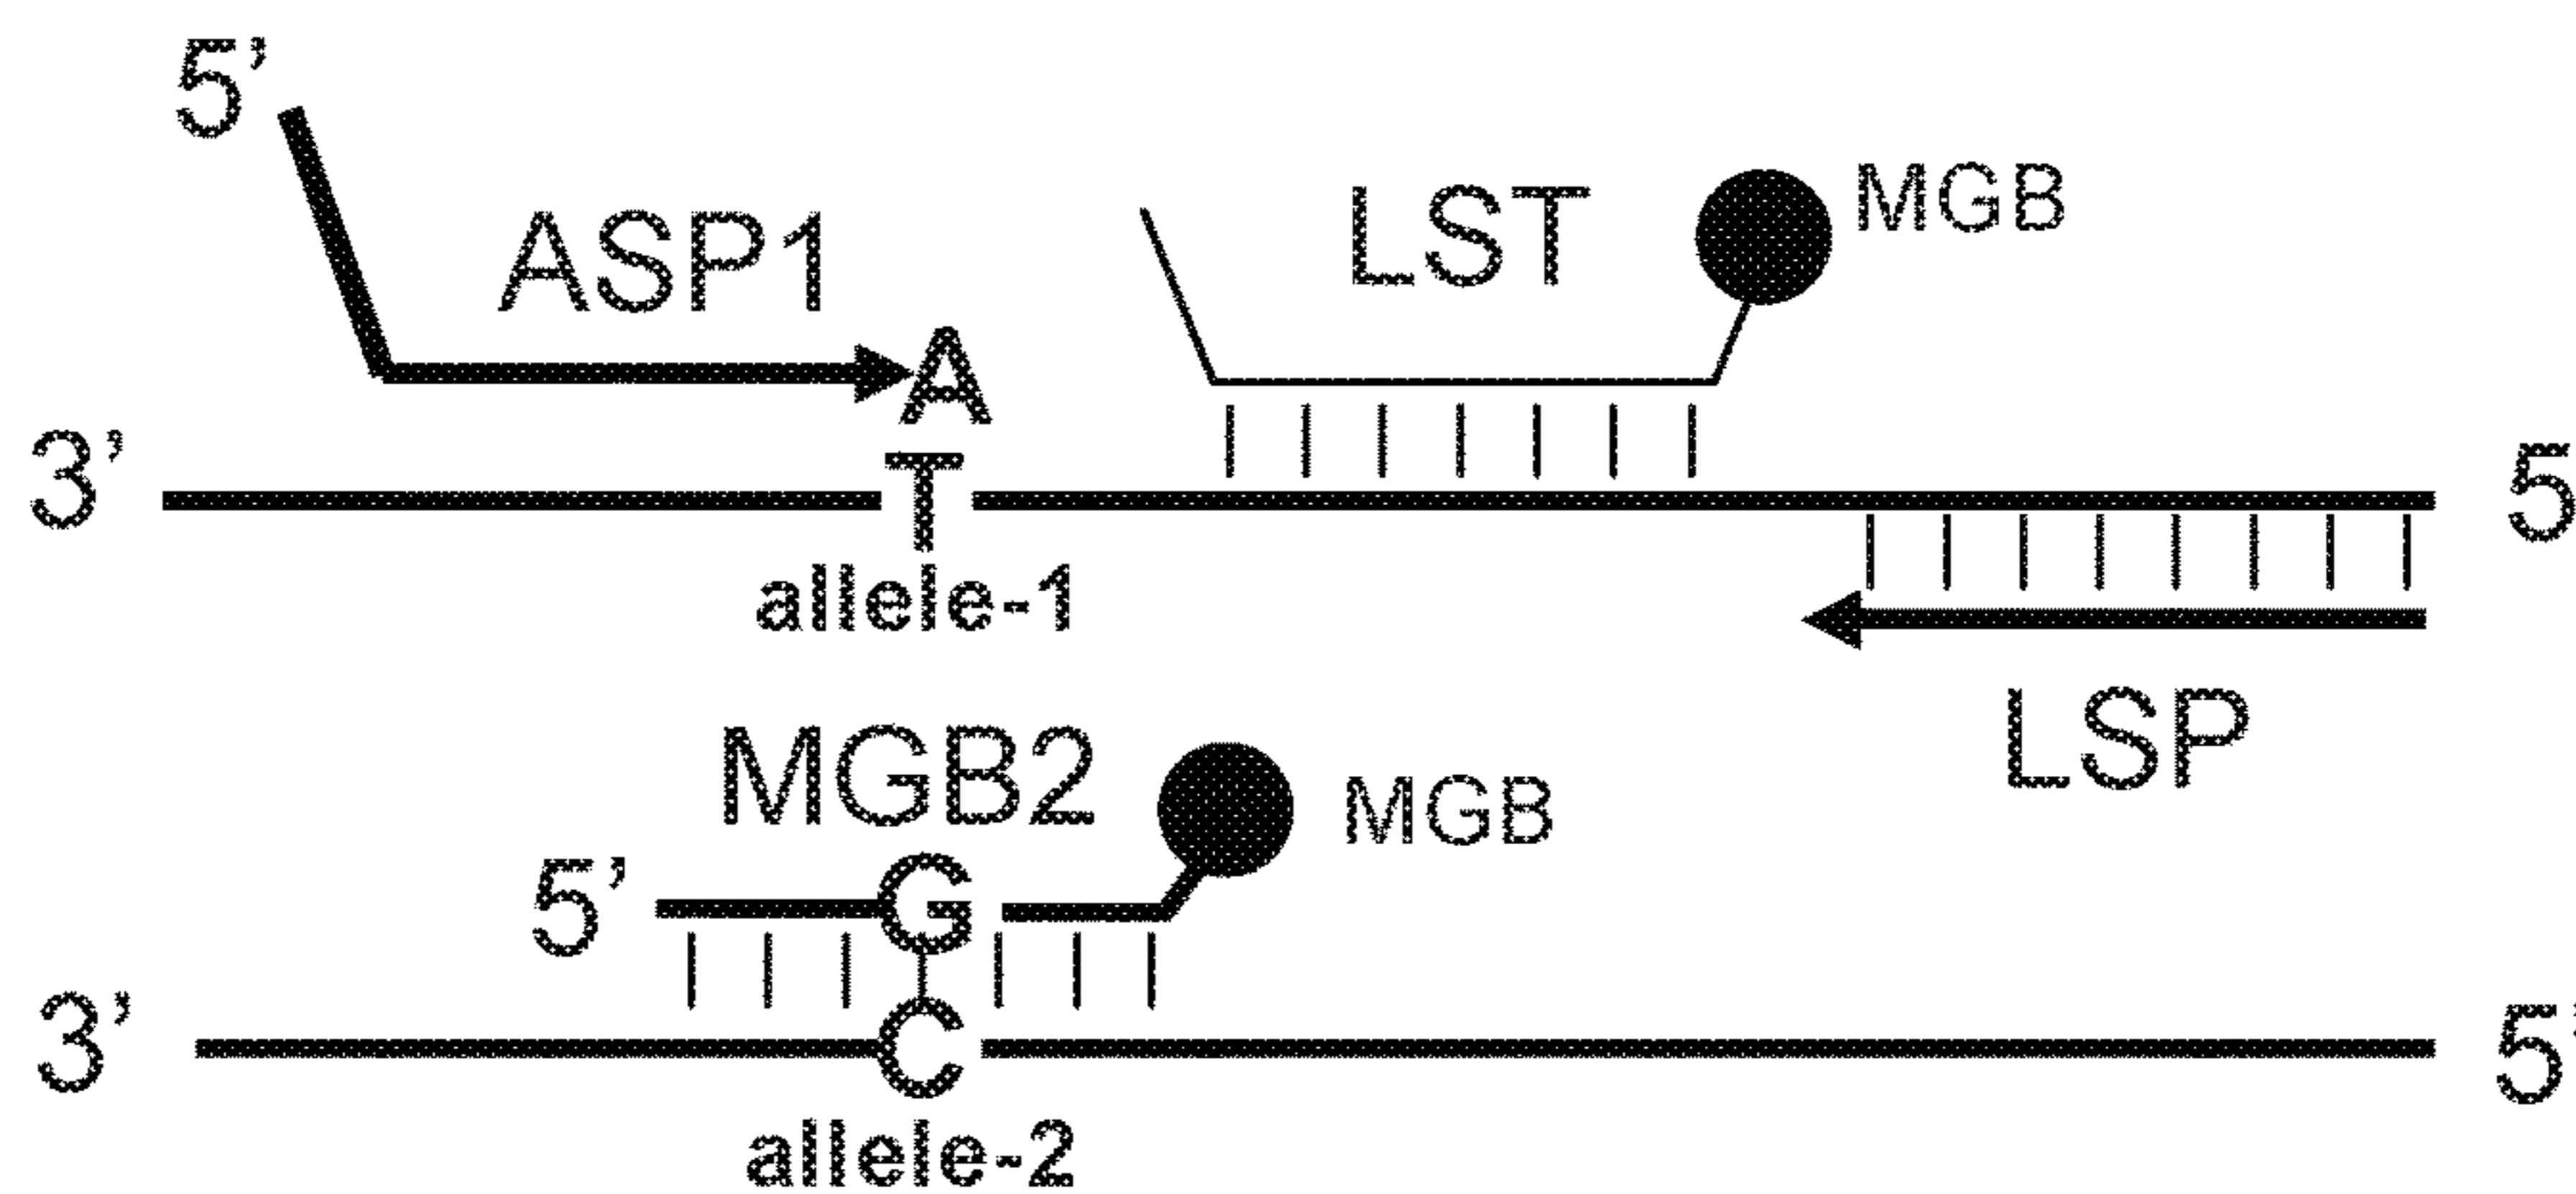 5'
ASP1
LST
MGB
A
3'
T
5
allele-1
LSP
MGB2
MGB
5'
G
3'
C
5'
allele-2